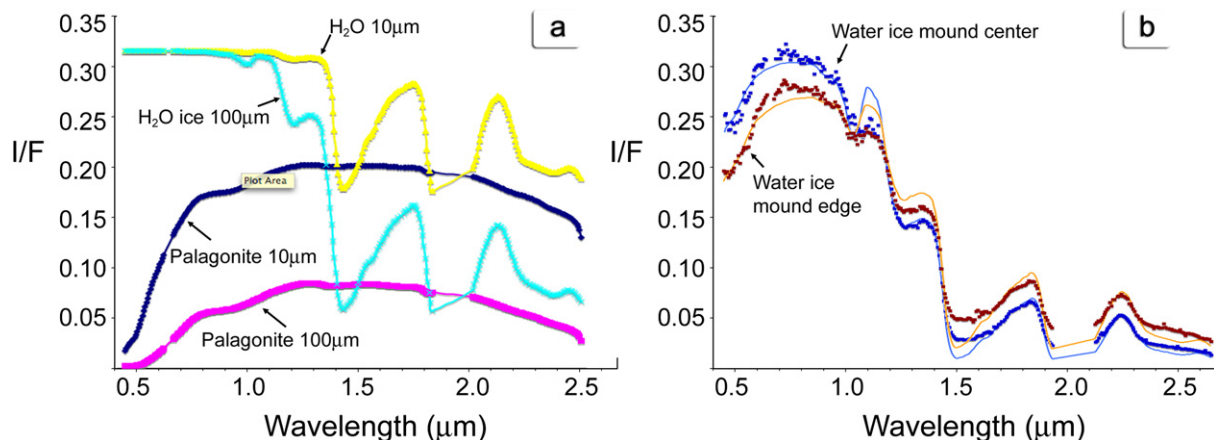 a
0.35
0.30
0.25
0.20
0.15
0.10
0.05
I/F
H₂O 10μm
H₂O ice 100μm
Plot Area
Palagonite 10μm
Palagonite 100μm
0.5 1.0 1.5 2.0 2.5
Wavelength (μm)
b
0.35
0.30
0.25
0.20
0.15
0.10
0.05
I/F
Water ice mound center
Water ice
mound edge
0.5 1.0 1.5 2.0 2.5
Wavelength (μm)